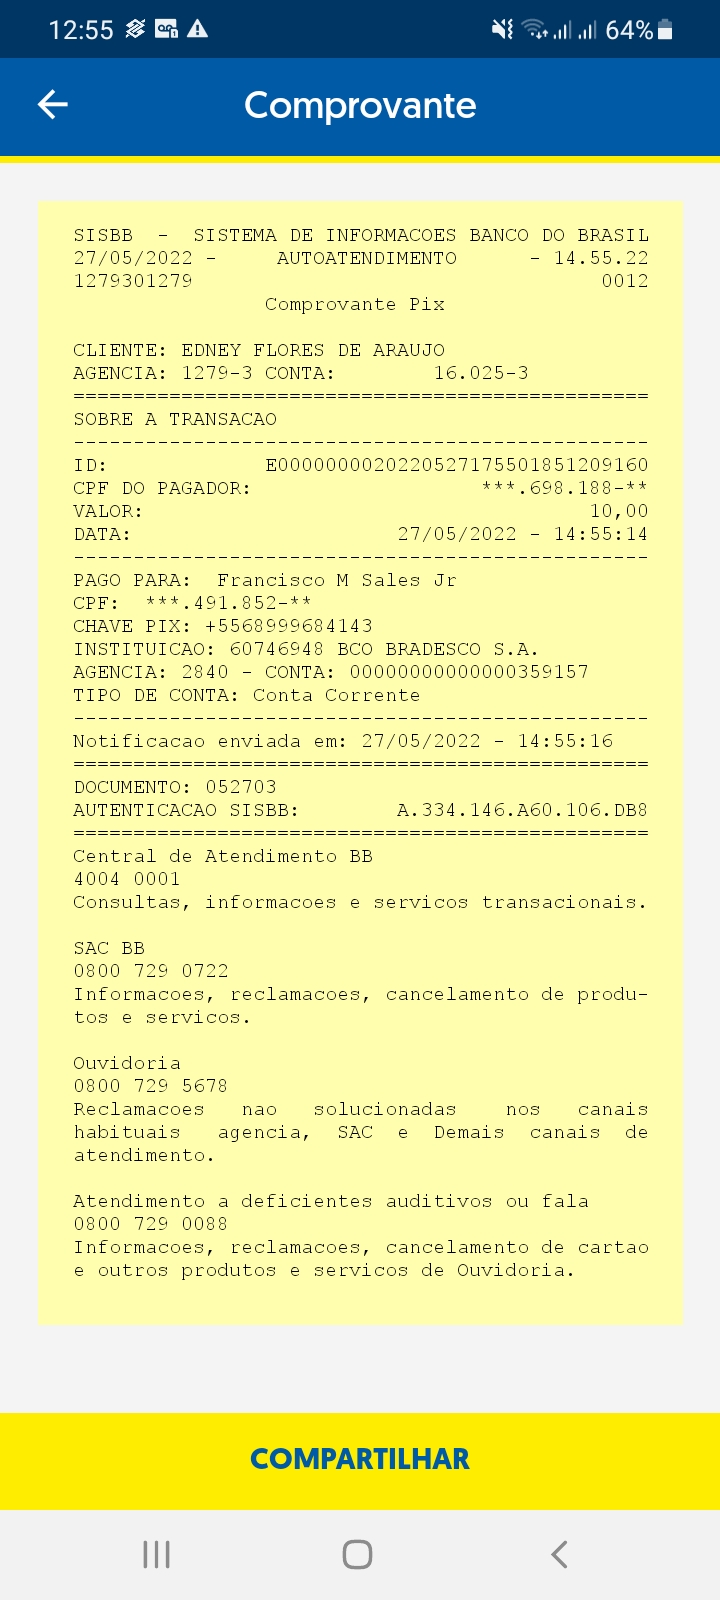 12:55 64%
Comprovante
SISBB - SISTEMA DE INFORMACOES BANCO DO BRASIL
27/05/2022 - AUTOATENDIMENTO - 14.55.22
1279301279 0012
Comprovante Pix
CLIENTE: EDNEY FLORES DE ARAUJO
AGENCIA: 1279-3 CONTA: 16.025-3
================================================
SOBRE A TRANSACAO
------------------------------------------------
ID: E0000000020220527175501851209160
CPF DO PAGADOR: ***.698.188-**
VALOR: 10,00
DATA: 27/05/2022 - 14:55:14
------------------------------------------------
PAGO PARA: Francisco M Sales Jr
CPF: ***.491.852-**
CHAVE PIX: +5568999684143
INSTITUICAO: 60746948 BCO BRADESCO S.A.
AGENCIA: 2840 - CONTA: 00000000000000359157
TIPO DE CONTA: Conta Corrente
------------------------------------------------
Notificacao enviada em: 27/05/2022 - 14:55:16
================================================
DOCUMENTO: 052703
AUTENTICACAO SISBB: A.334.146.A60.106.DB8
================================================
Central de Atendimento BB
4004 0001
Consultas, informacoes e servicos transacionais.
SAC BB
0800 729 0722
Informacoes, reclamacoes, cancelamento de produ-
tos e servicos.
Ouvidoria
0800 729 5678
Reclamacoes nao solucionadas nos canais
habituais agencia, SAC e Demais canais de
atendimento.
Atendimento a deficientes auditivos ou fala
0800 729 0088
Informacoes, reclamacoes, cancelamento de cartao
e outros produtos e servicos de Ouvidoria.
COMPARTILHAR